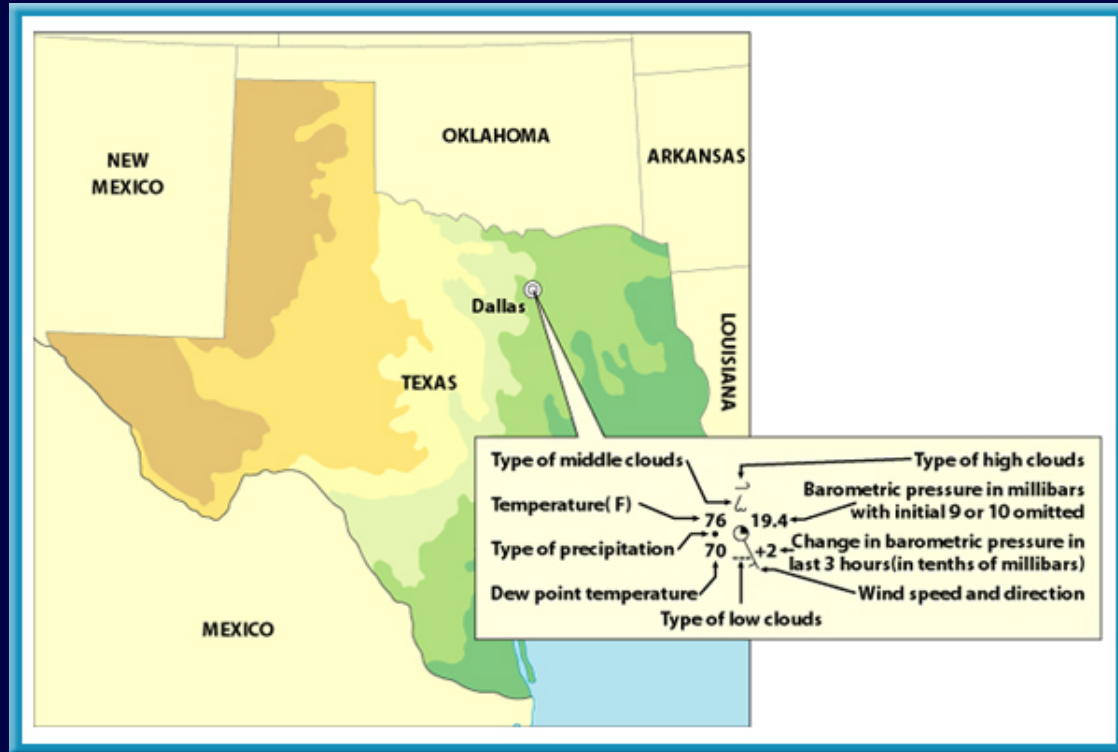 OKLAHOMA
ARKANSAS
NEW
MEXICO
Dallas
LOUISIANA
TEXAS
MEXICO
Type of middle clouds
Type of high clouds
Temperature( F)
76
19.4
Barometric pressure in millibars
with initial 9 or 10 omitted
Type of precipitation
70
+2
Change in barometric pressure in
last 3 hours(in tenths of millibars)
Dew point temperature
Wind speed and direction
Type of low clouds